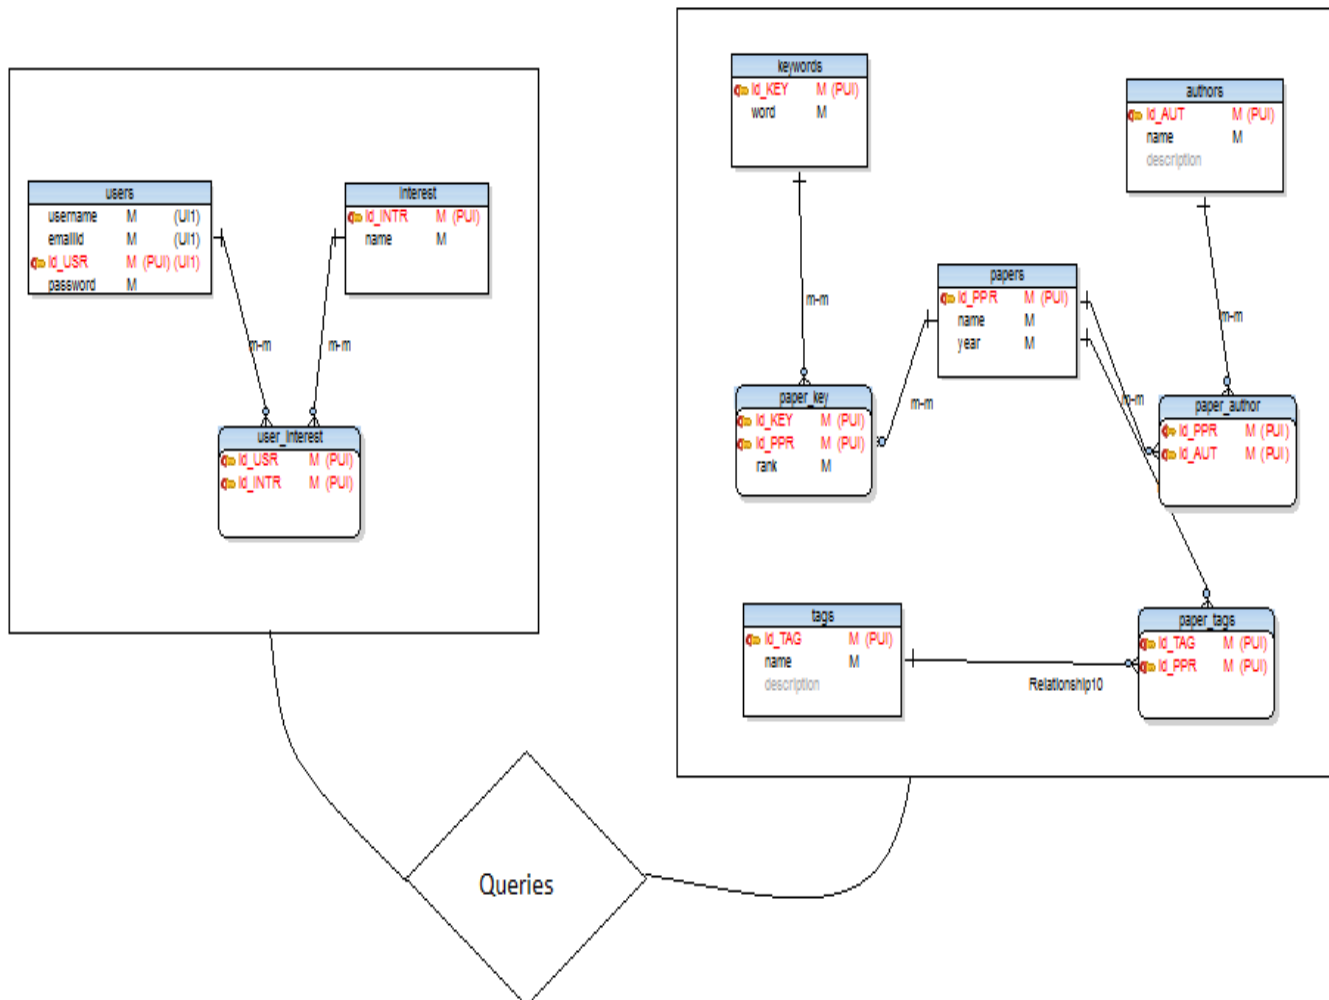 keywords
Id_KEY M (PUI)
word M
authors
Id_AUT M (PUI)
name M
description
users
username M (UI1)
emailid M (UI1)
Id_USR M (PUI) (UI1)
password M
Interest
Id_INTR M (PUI)
name M
papers
Id_PPR M (PUI)
name M
year M
m-m
m-m
m-m
m-m
m-m
m-m
paper_key
Id_KEY M (PUI)
Id_PPR M (PUI)
rank M
paper_author
Id_PPR M (PUI)
Id_AUT M (PUI)
user_Interest
Id_USR M (PUI)
Id_INTR M (PUI)
tags
Id_TAG M (PUI)
name M
description
Relationship10
paper_tags
Id_TAG M (PUI)
Id_PPR M (PUI)
Queries